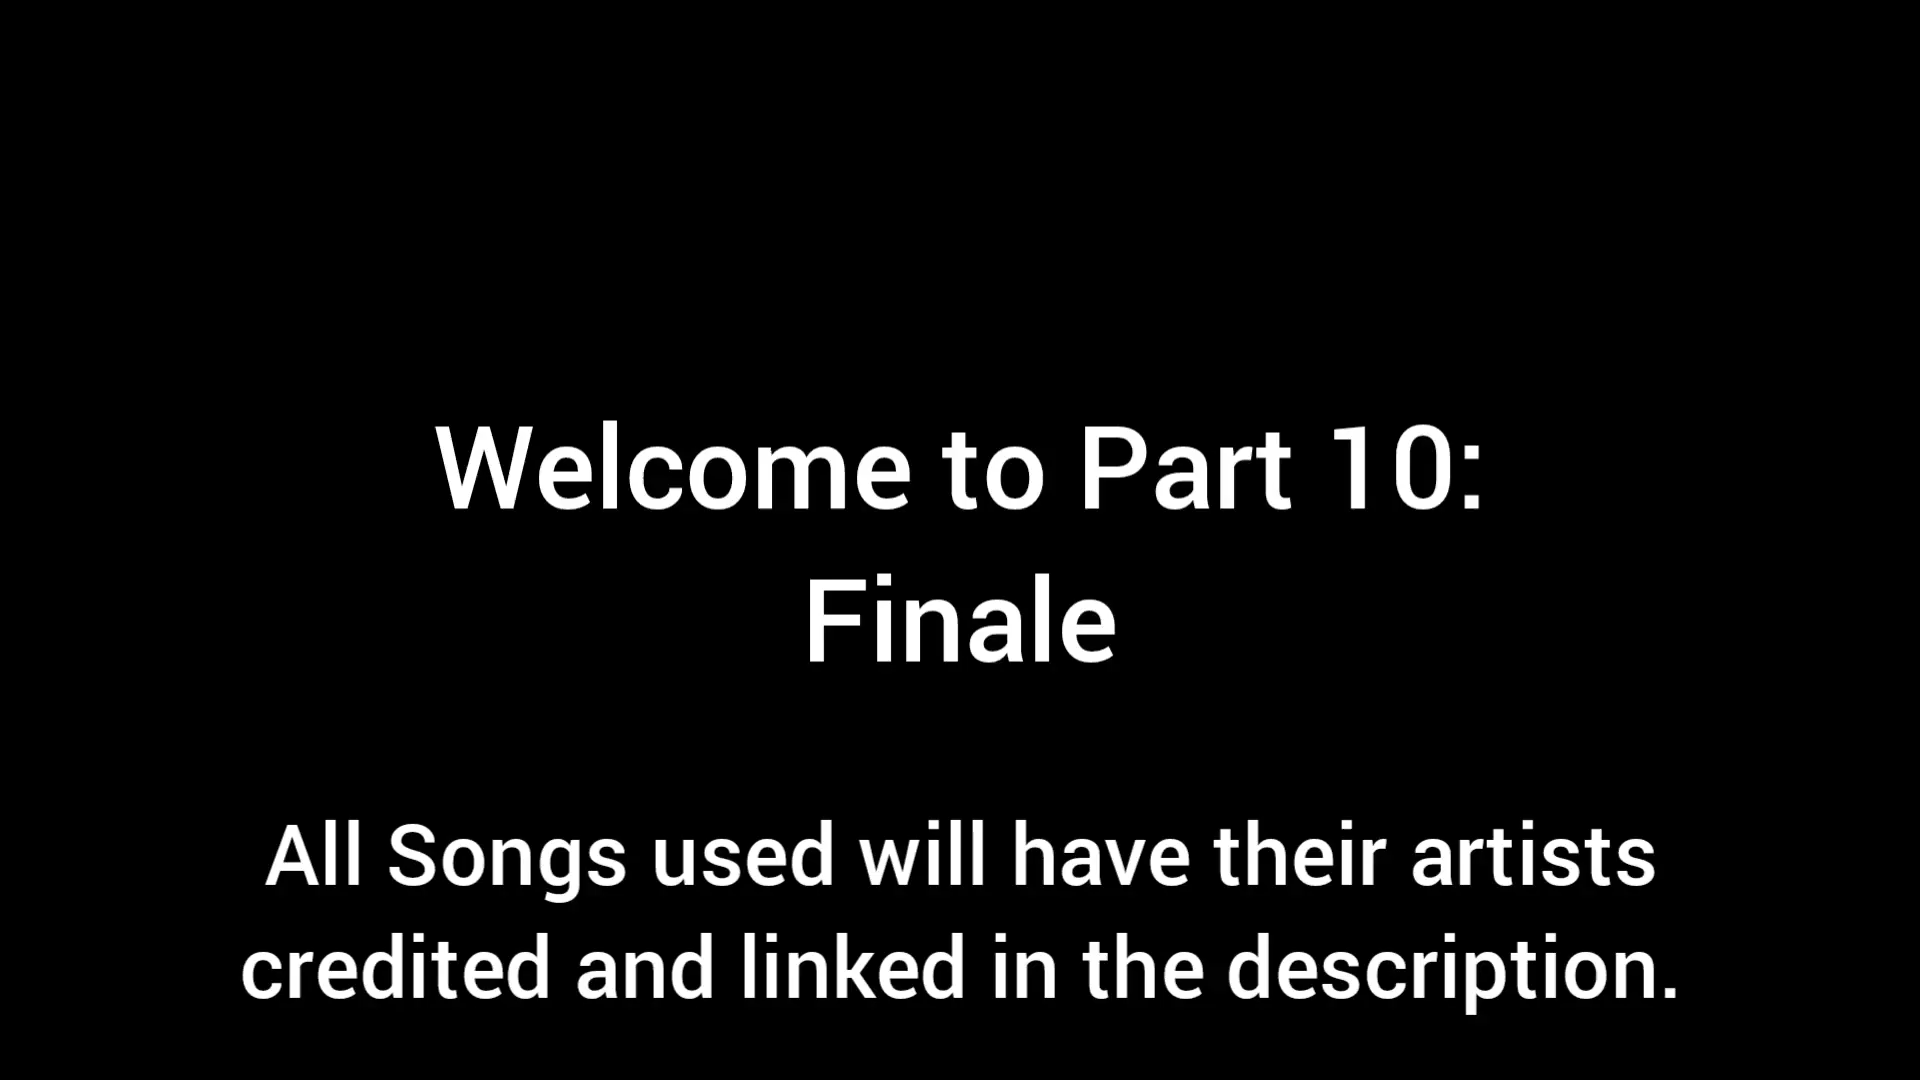 Welcome to Part 10:
Finale
All Songs used will have their artists
credited and linked in the description.